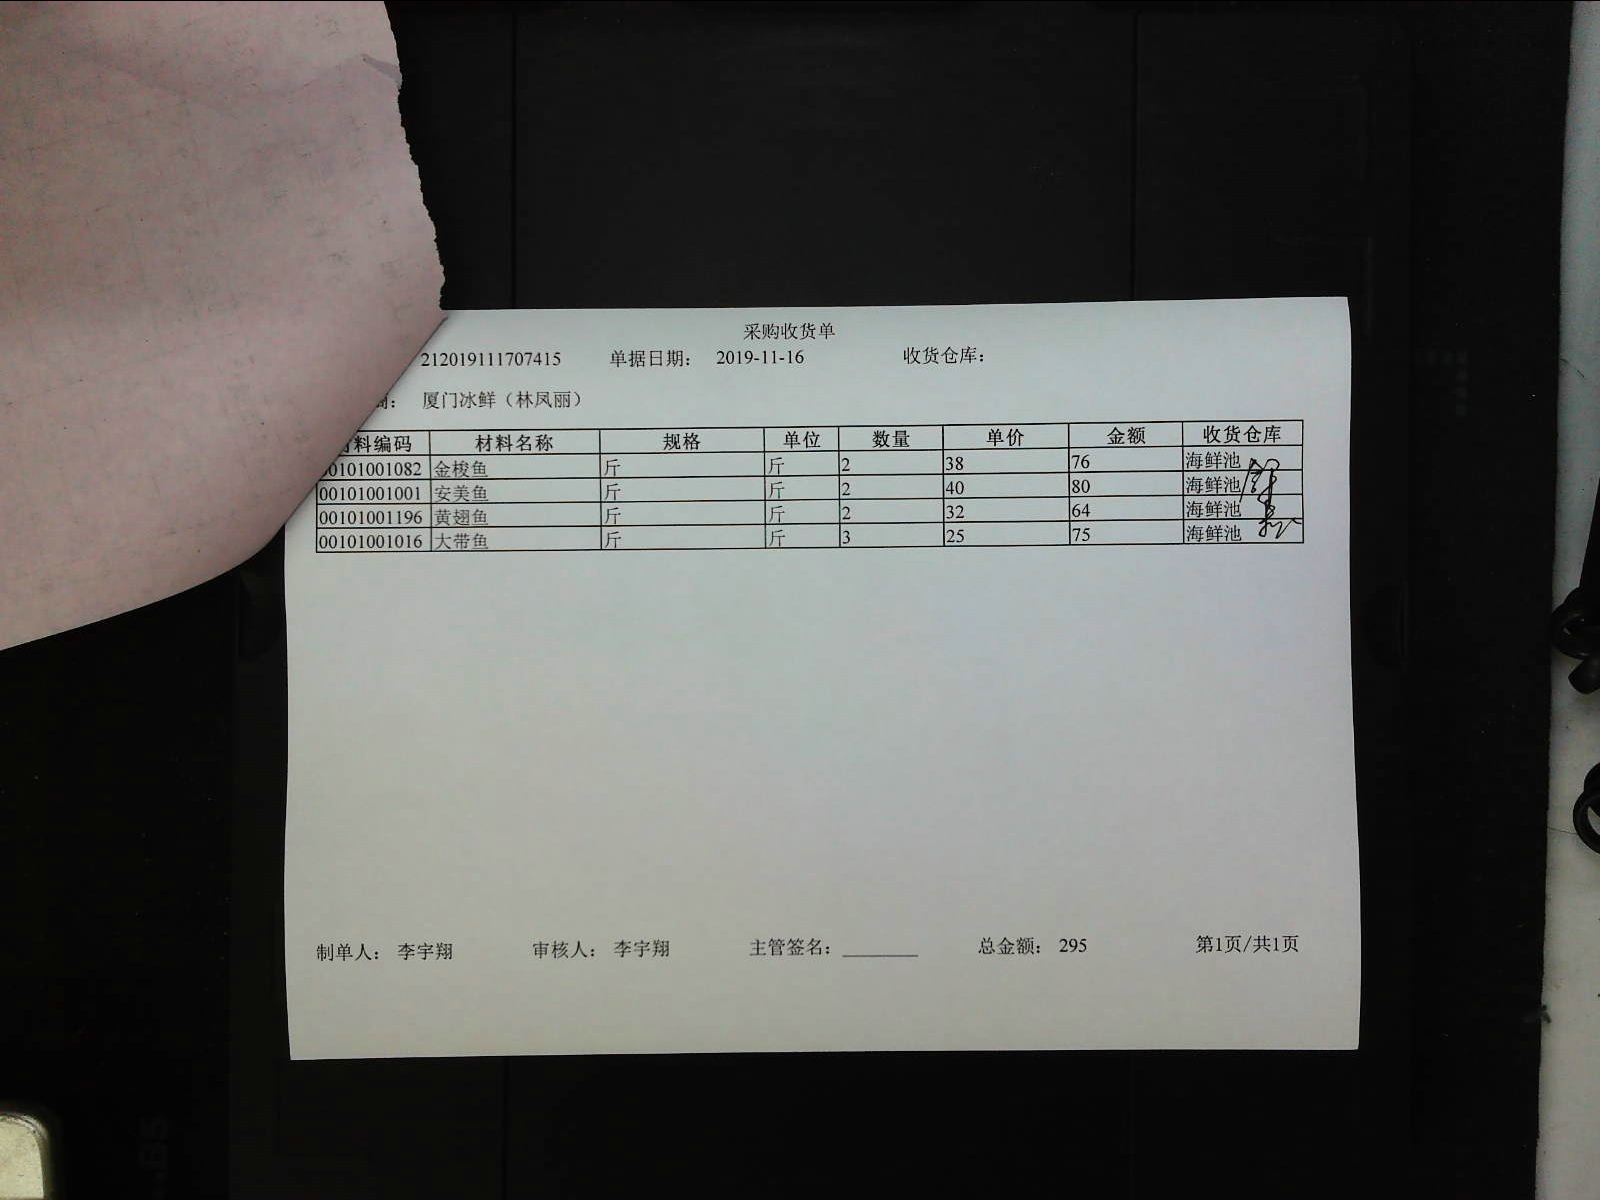 采购收货单
212019111707415 单据日期： 2019-11-16 收货仓库：
商： 厦门冰鲜（林凤丽）
材料编码 材料名称 规格 单位 数量 单价 金额 收货仓库
00101001082 金梭鱼 斤 斤 2 38 76 海鲜池
00101001001 安美鱼 斤 斤 2 40 80 海鲜池
00101001196 黄翅鱼 斤 斤 2 32 64 海鲜池
00101001016 大带鱼 斤 斤 3 25 75 海鲜池
制单人： 李宇翔 审核人： 李宇翔 主管签名： 总金额： 295 第1页/共1页